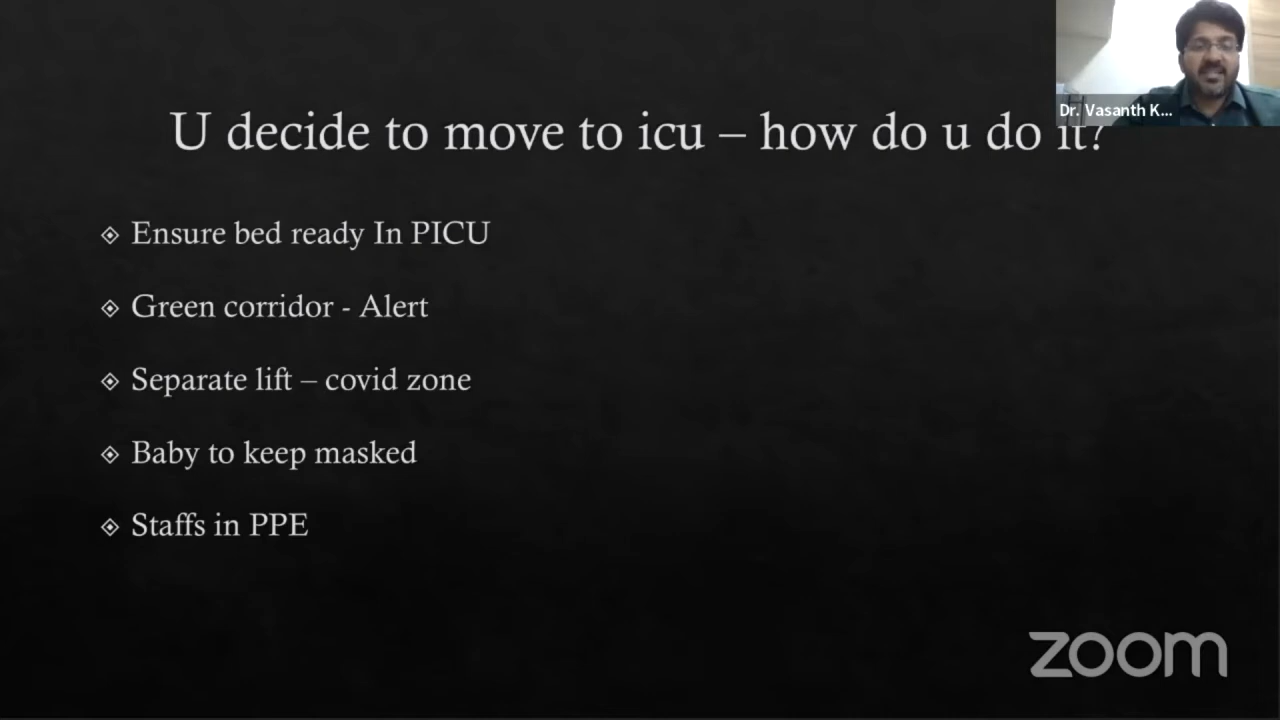 Dr. Vasanth K...
U decide to move to icu – how do u do it?
Ensure bed ready In PICU
Green corridor - Alert
Separate lift – covid zone
Baby to keep masked
Staffs in PPE
zoom